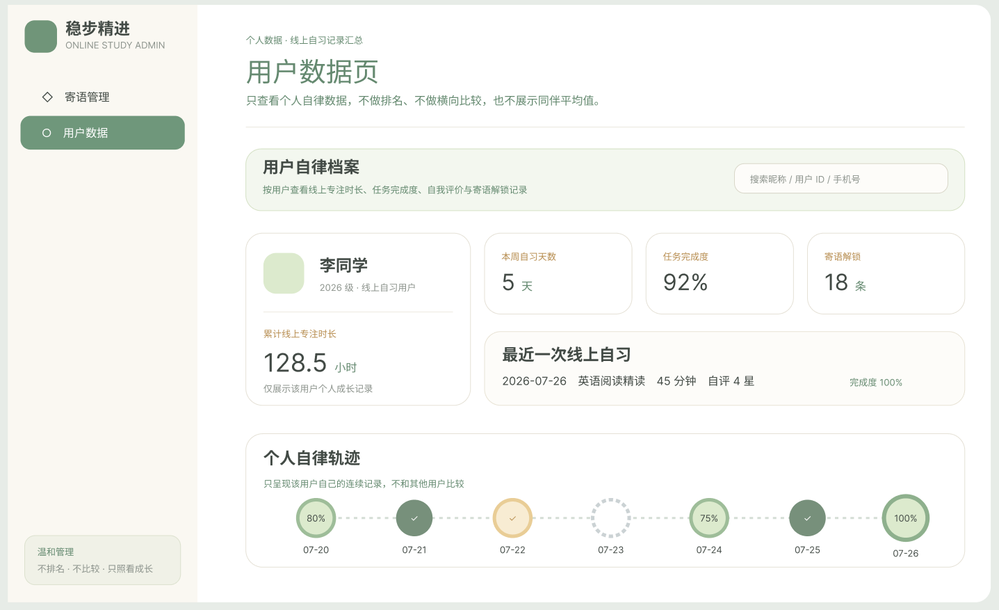 稳步精进
ONLINE STUDY ADMIN
寄语管理
用户数据
温和管理
不排名 · 不比较 · 只照看成长
个人数据 · 线上自习记录汇总
用户数据页
只查看个人自律数据，不做排名、不做横向比较，也不展示同伴平均值。
用户自律档案
按用户查看线上专注时长、任务完成度、自我评价与寄语解锁记录
搜索昵称 / 用户 ID / 手机号
李同学
2026 级 · 线上自习用户
累计线上专注时长
128.5 小时
仅展示该用户个人成长记录
本周自习天数
5 天
任务完成度
92%
寄语解锁
18 条
最近一次线上自习
2026-07-26 英语阅读精读 45 分钟 自评 4 星
完成度 100%
个人自律轨迹
只呈现该用户自己的连续记录，不和其他用户比较
80% 75% 100%
07-20 07-21 07-22 07-23 07-24 07-25 07-26